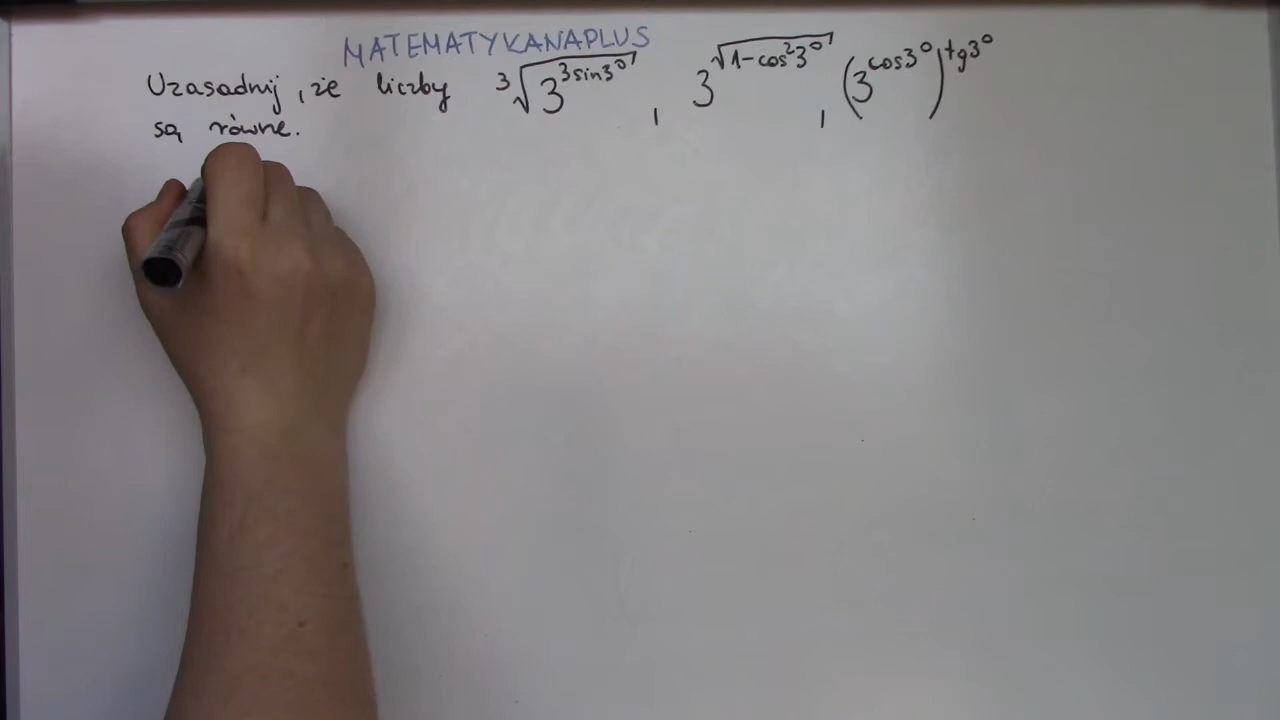 MATEMATYKANAPLUS
Uzasadnij, że liczby ∛(3^(3sin3°)), 3^(√(1-cos²3°)), (3^(cos3°))^(tg3°)
są równe.